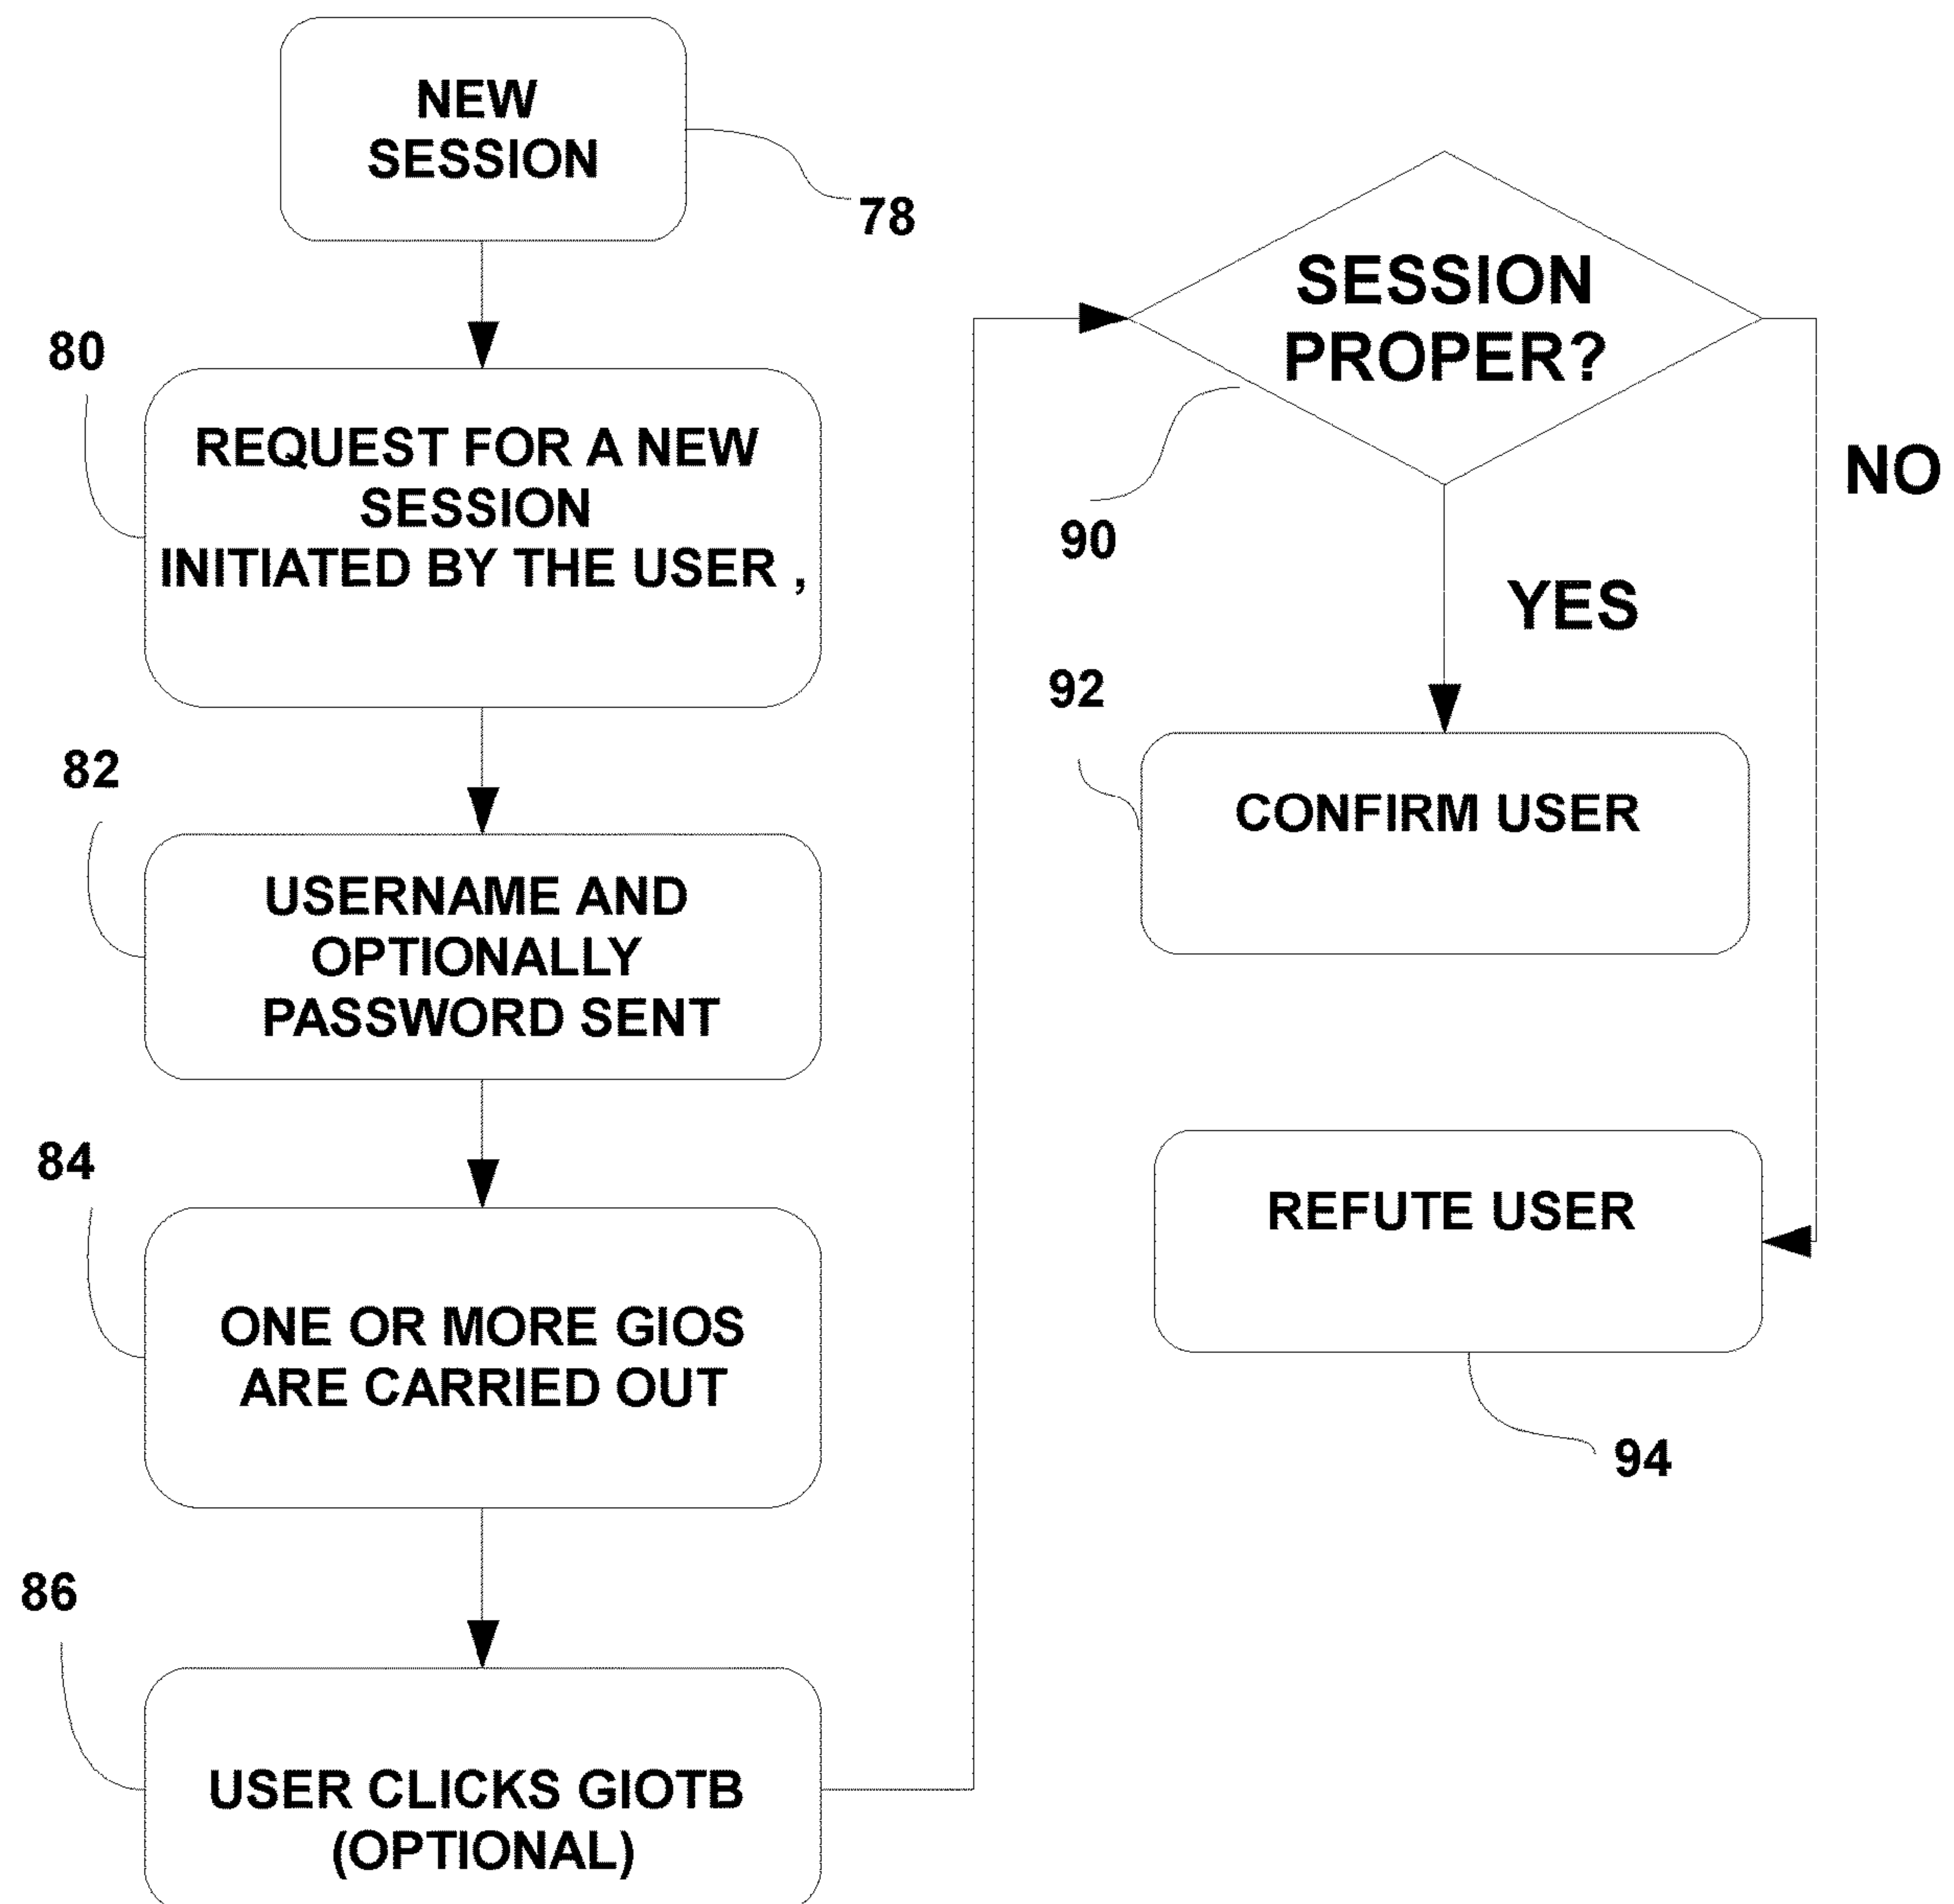 NEW
SESSION
78
80
REQUEST FOR A NEW
SESSION
INITIATED BY THE USER ,
82
USERNAME AND
OPTIONALLY
PASSWORD SENT
84
ONE OR MORE GIOS
ARE CARRIED OUT
86
USER CLICKS GIOTB
(OPTIONAL)
SESSION
PROPER?
90
NO
YES
92
CONFIRM USER
REFUTE USER
94